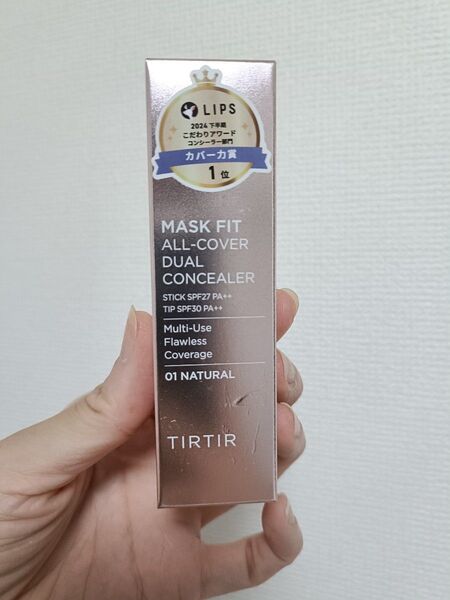 LIPS
2024 下半期
こだわりアワード
コンシーラー部門
カバー力賞
1位
MASK FIT
ALL-COVER
DUAL
CONCEALER
STICK SPF27 PA++
TIP SPF30 PA++
Multi-Use
Flawless
Coverage
01 NATURAL
TIRTIR